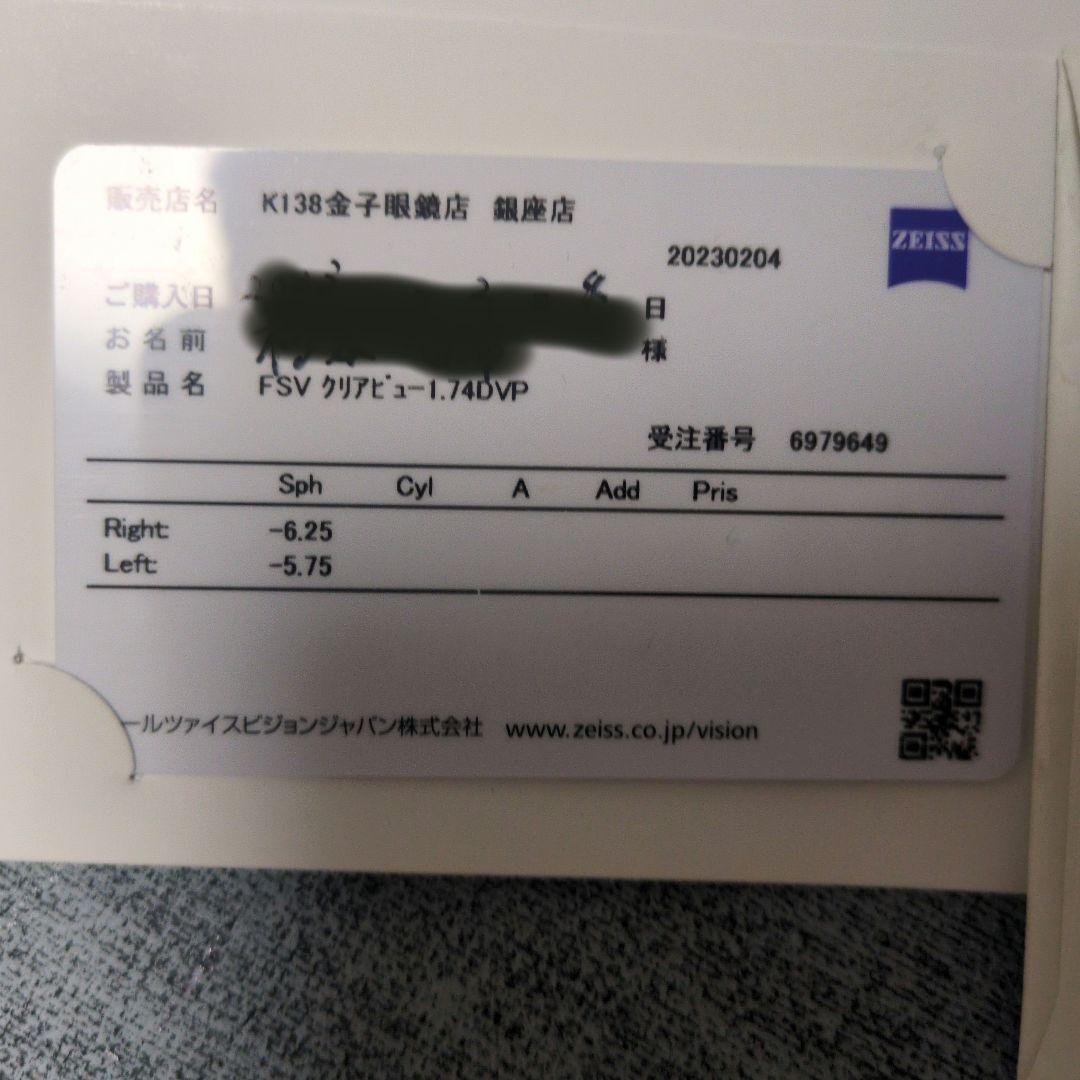 販売店名 K138金子眼鏡店 銀座店
ZEISS
20230204
ご購入日 日
お名前 様
製品名 FSV クリアビュー1.74DVP
受注番号 6979649
Sph Cyl A Add Pris
Right: -6.25
Left: -5.75
ールツァイスビジョンジャパン株式会社 www.zeiss.co.jp/vision